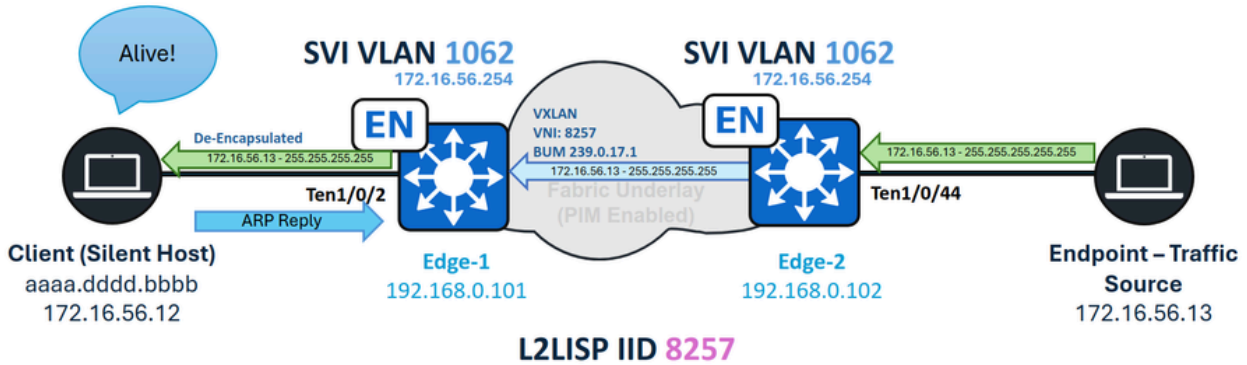 Alive!
SVI VLAN 1062
172.16.56.254
SVI VLAN 1062
172.16.56.254
EN
EN
De-Encapsulated
172.16.56.13 - 255.255.255.255
VXLAN
VNI: 8257
BUM 239.0.17.1
172.16.56.13 - 255.255.255.255
Fabric Underlay
(PIM Enabled)
172.16.56.13 - 255.255.255.255
Ten1/0/2
Ten1/0/44
ARP Reply
Client (Silent Host)
aaaa.dddd.bbbb
172.16.56.12
Edge-1
192.168.0.101
Edge-2
192.168.0.102
Endpoint – Traffic
Source
172.16.56.13
L2LISP IID 8257